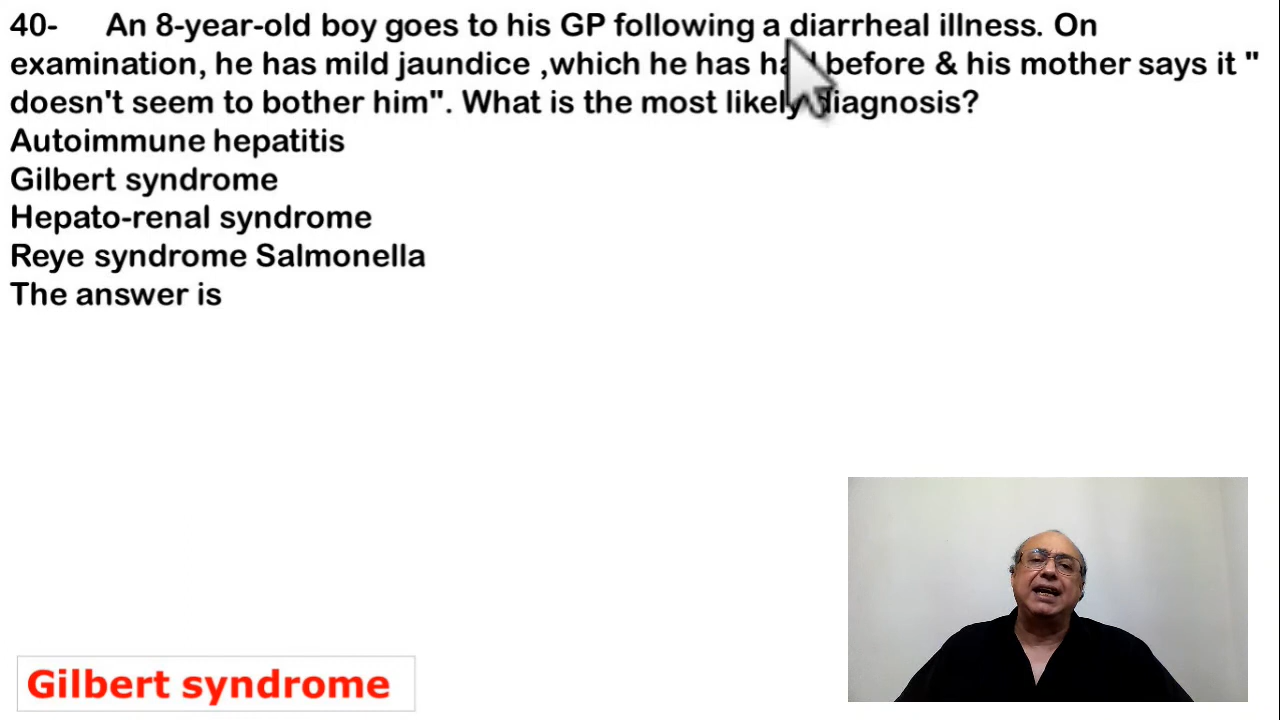 40- An 8-year-old boy goes to his GP following a diarrheal illness. On
examination, he has mild jaundice ,which he has had before & his mother says it "
doesn't seem to bother him". What is the most likely diagnosis?
Autoimmune hepatitis
Gilbert syndrome
Hepato-renal syndrome
Reye syndrome Salmonella
The answer is
Gilbert syndrome